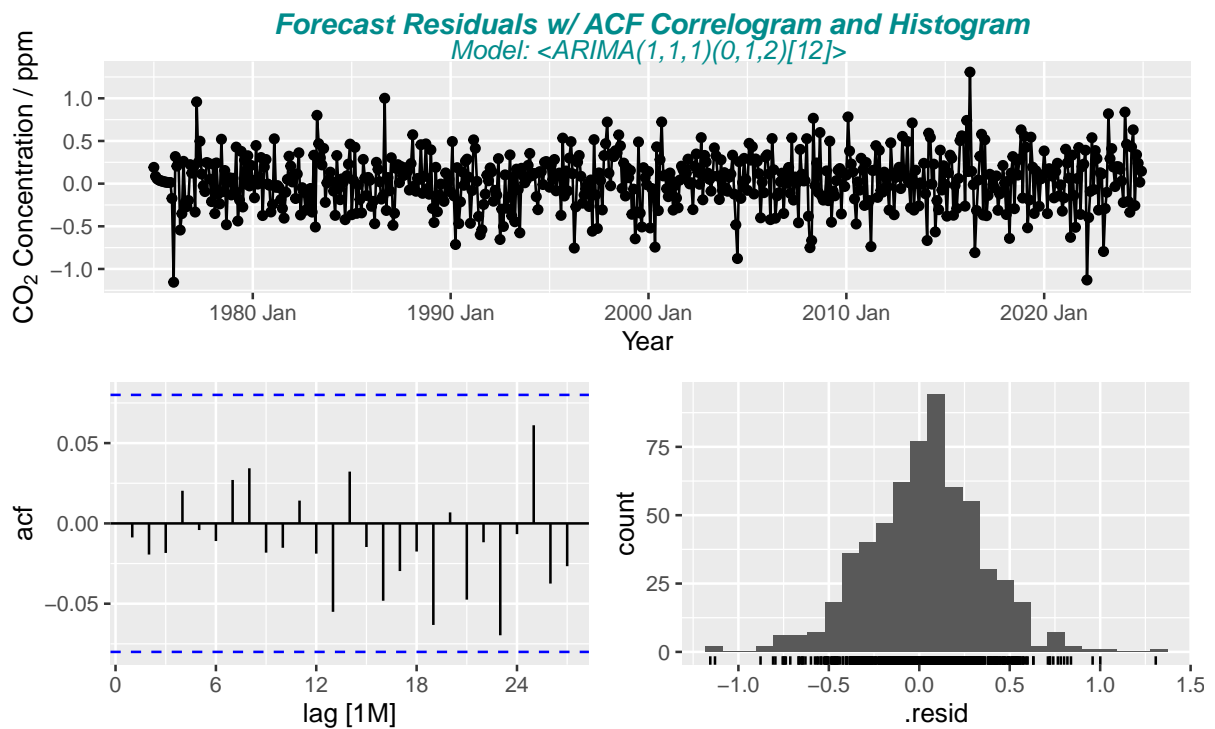 Forecast Residuals w/ ACF Correlogram and Histogram
Model: <ARIMA(1,1,1)(0,1,2)[12]>
CO₂ Concentration / ppm
1.0
0.5
0.0
−0.5
−1.0
1980 Jan
1990 Jan
2000 Jan
2010 Jan
2020 Jan
Year
acf
0.05
0.00
−0.05
0
6
12
18
24
lag [1M]
count
75
50
25
0
−1.0
−0.5
0.0
0.5
1.0
1.5
.resid